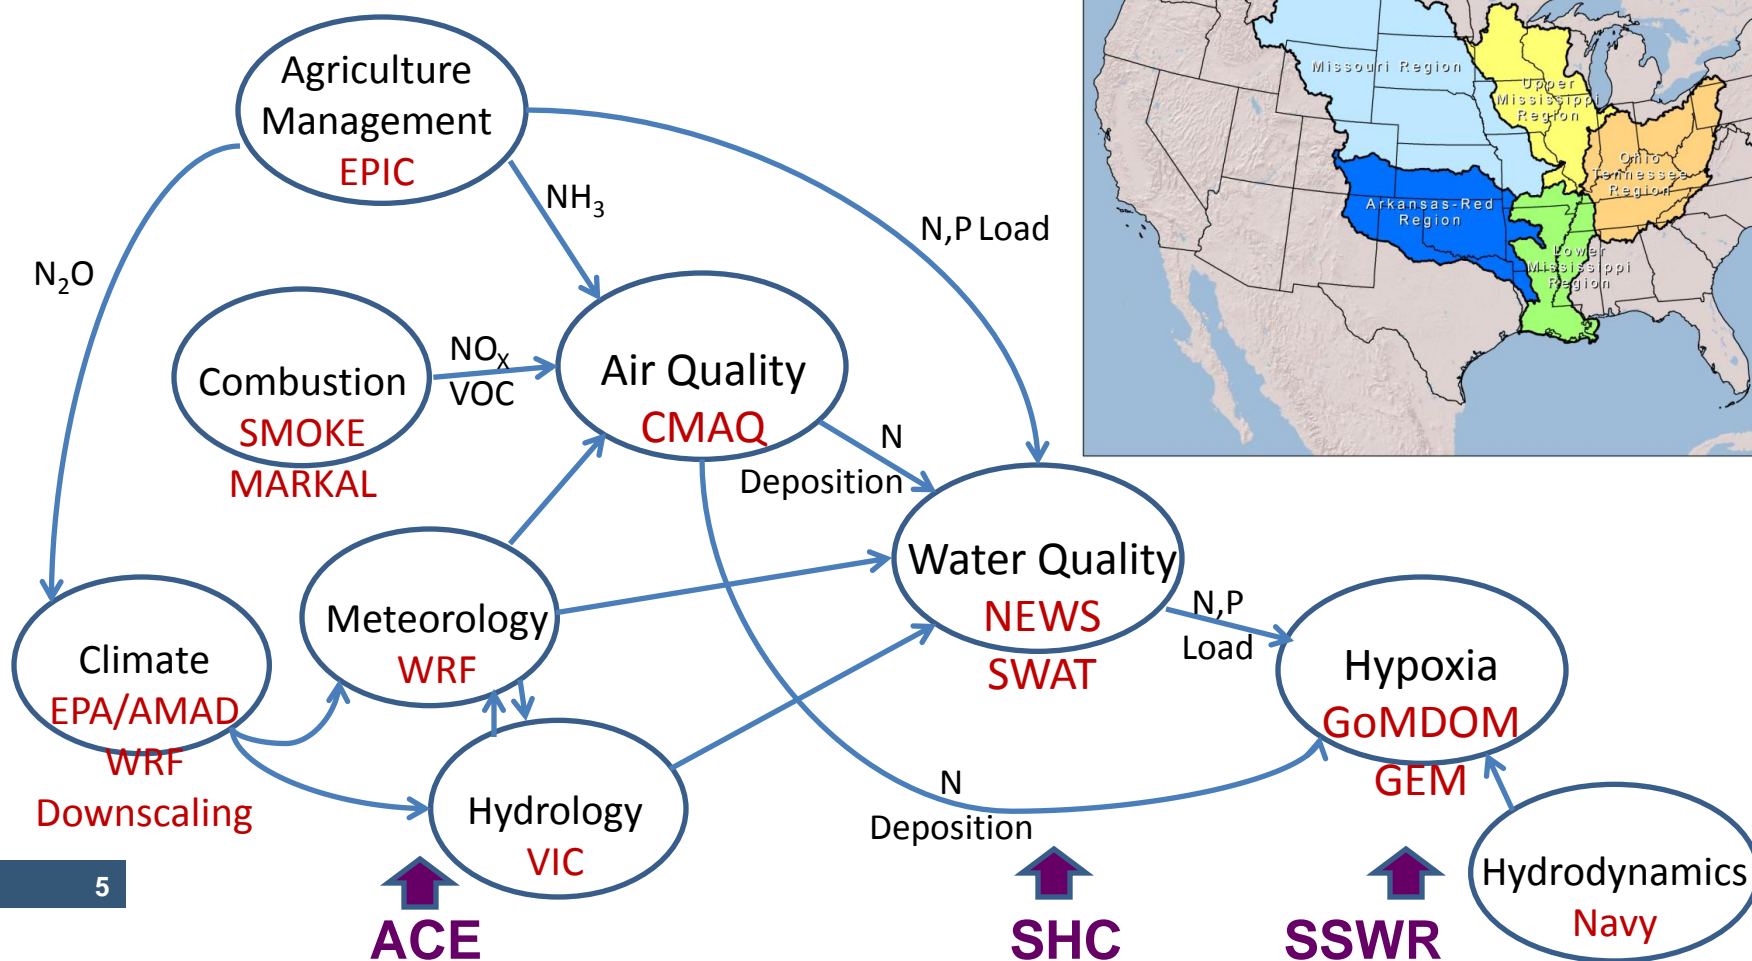 Agriculture
Management
EPIC
NH3
N,P Load
N2O
Combustion
SMOKE
MARKAL
NOX
VOC
Air Quality
CMAQ
N
Deposition
Water Quality
NEWS
SWAT
N,P
Load
Meteorology
WRF
Climate
EPA/AMAD
WRF
Downscaling
Hydrology
VIC
N
Deposition
Hypoxia
GoMDOM
GEM
Hydrodynamics
Navy
5
ACE
SHC
SSWR
Missouri Region
Upper
Mississippi
Region
Ohio
Tennessee
Region
Arkansas-Red
Region
Lower
Mississippi
Region